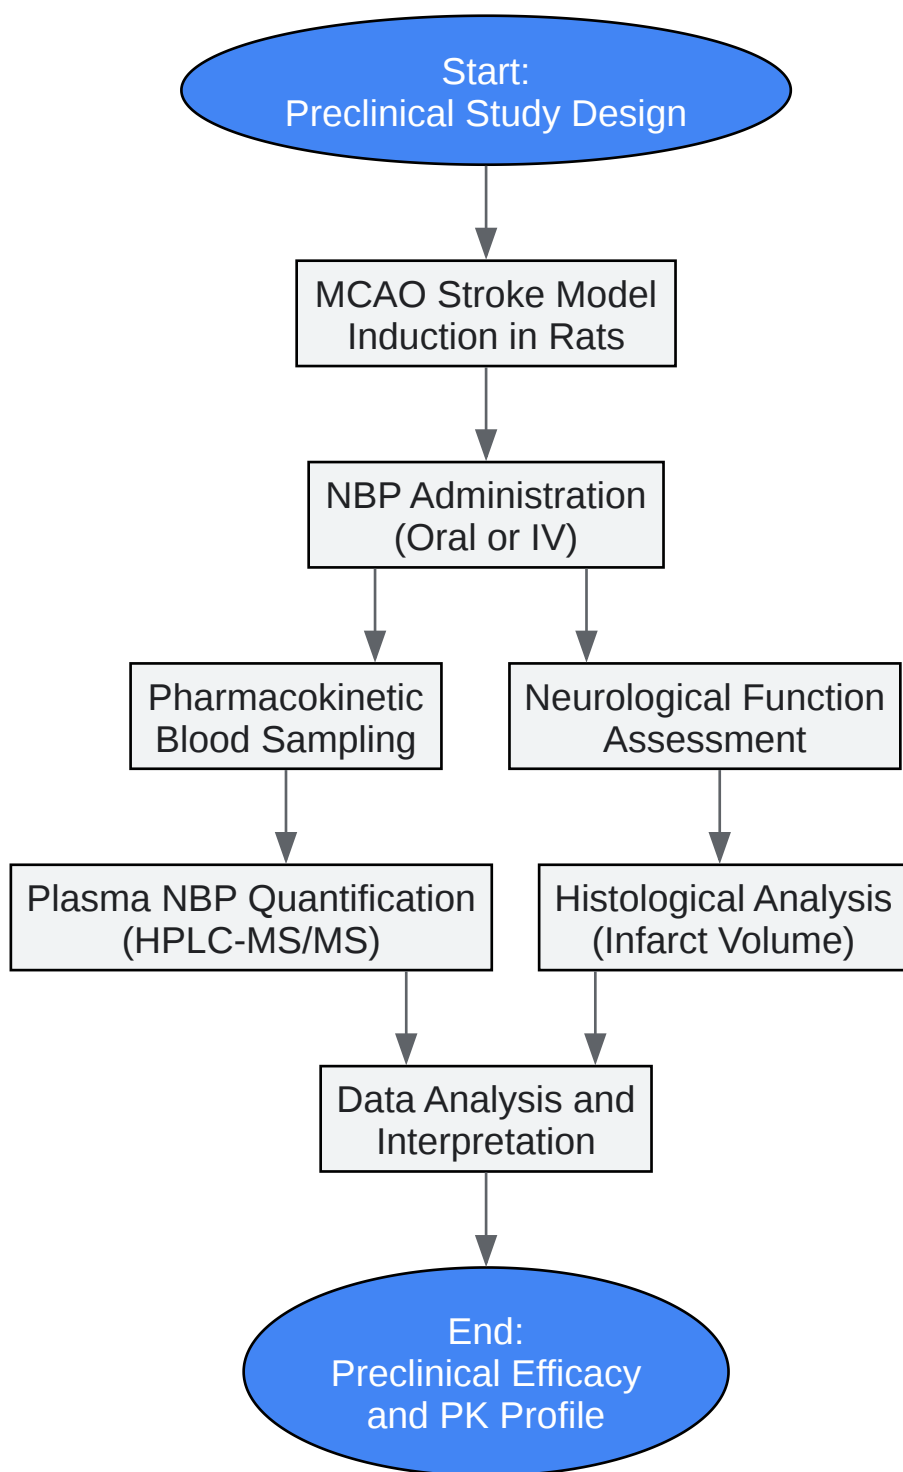 Start:
Preclinical Study Design
MCAO Stroke Model
Induction in Rats
NBP Administration
(Oral or IV)
Pharmacokinetic
Blood Sampling
Neurological Function
Assessment
Plasma NBP Quantification
(HPLC-MS/MS)
Histological Analysis
(Infarct Volume)
Data Analysis and
Interpretation
End:
Preclinical Efficacy
and PK Profile